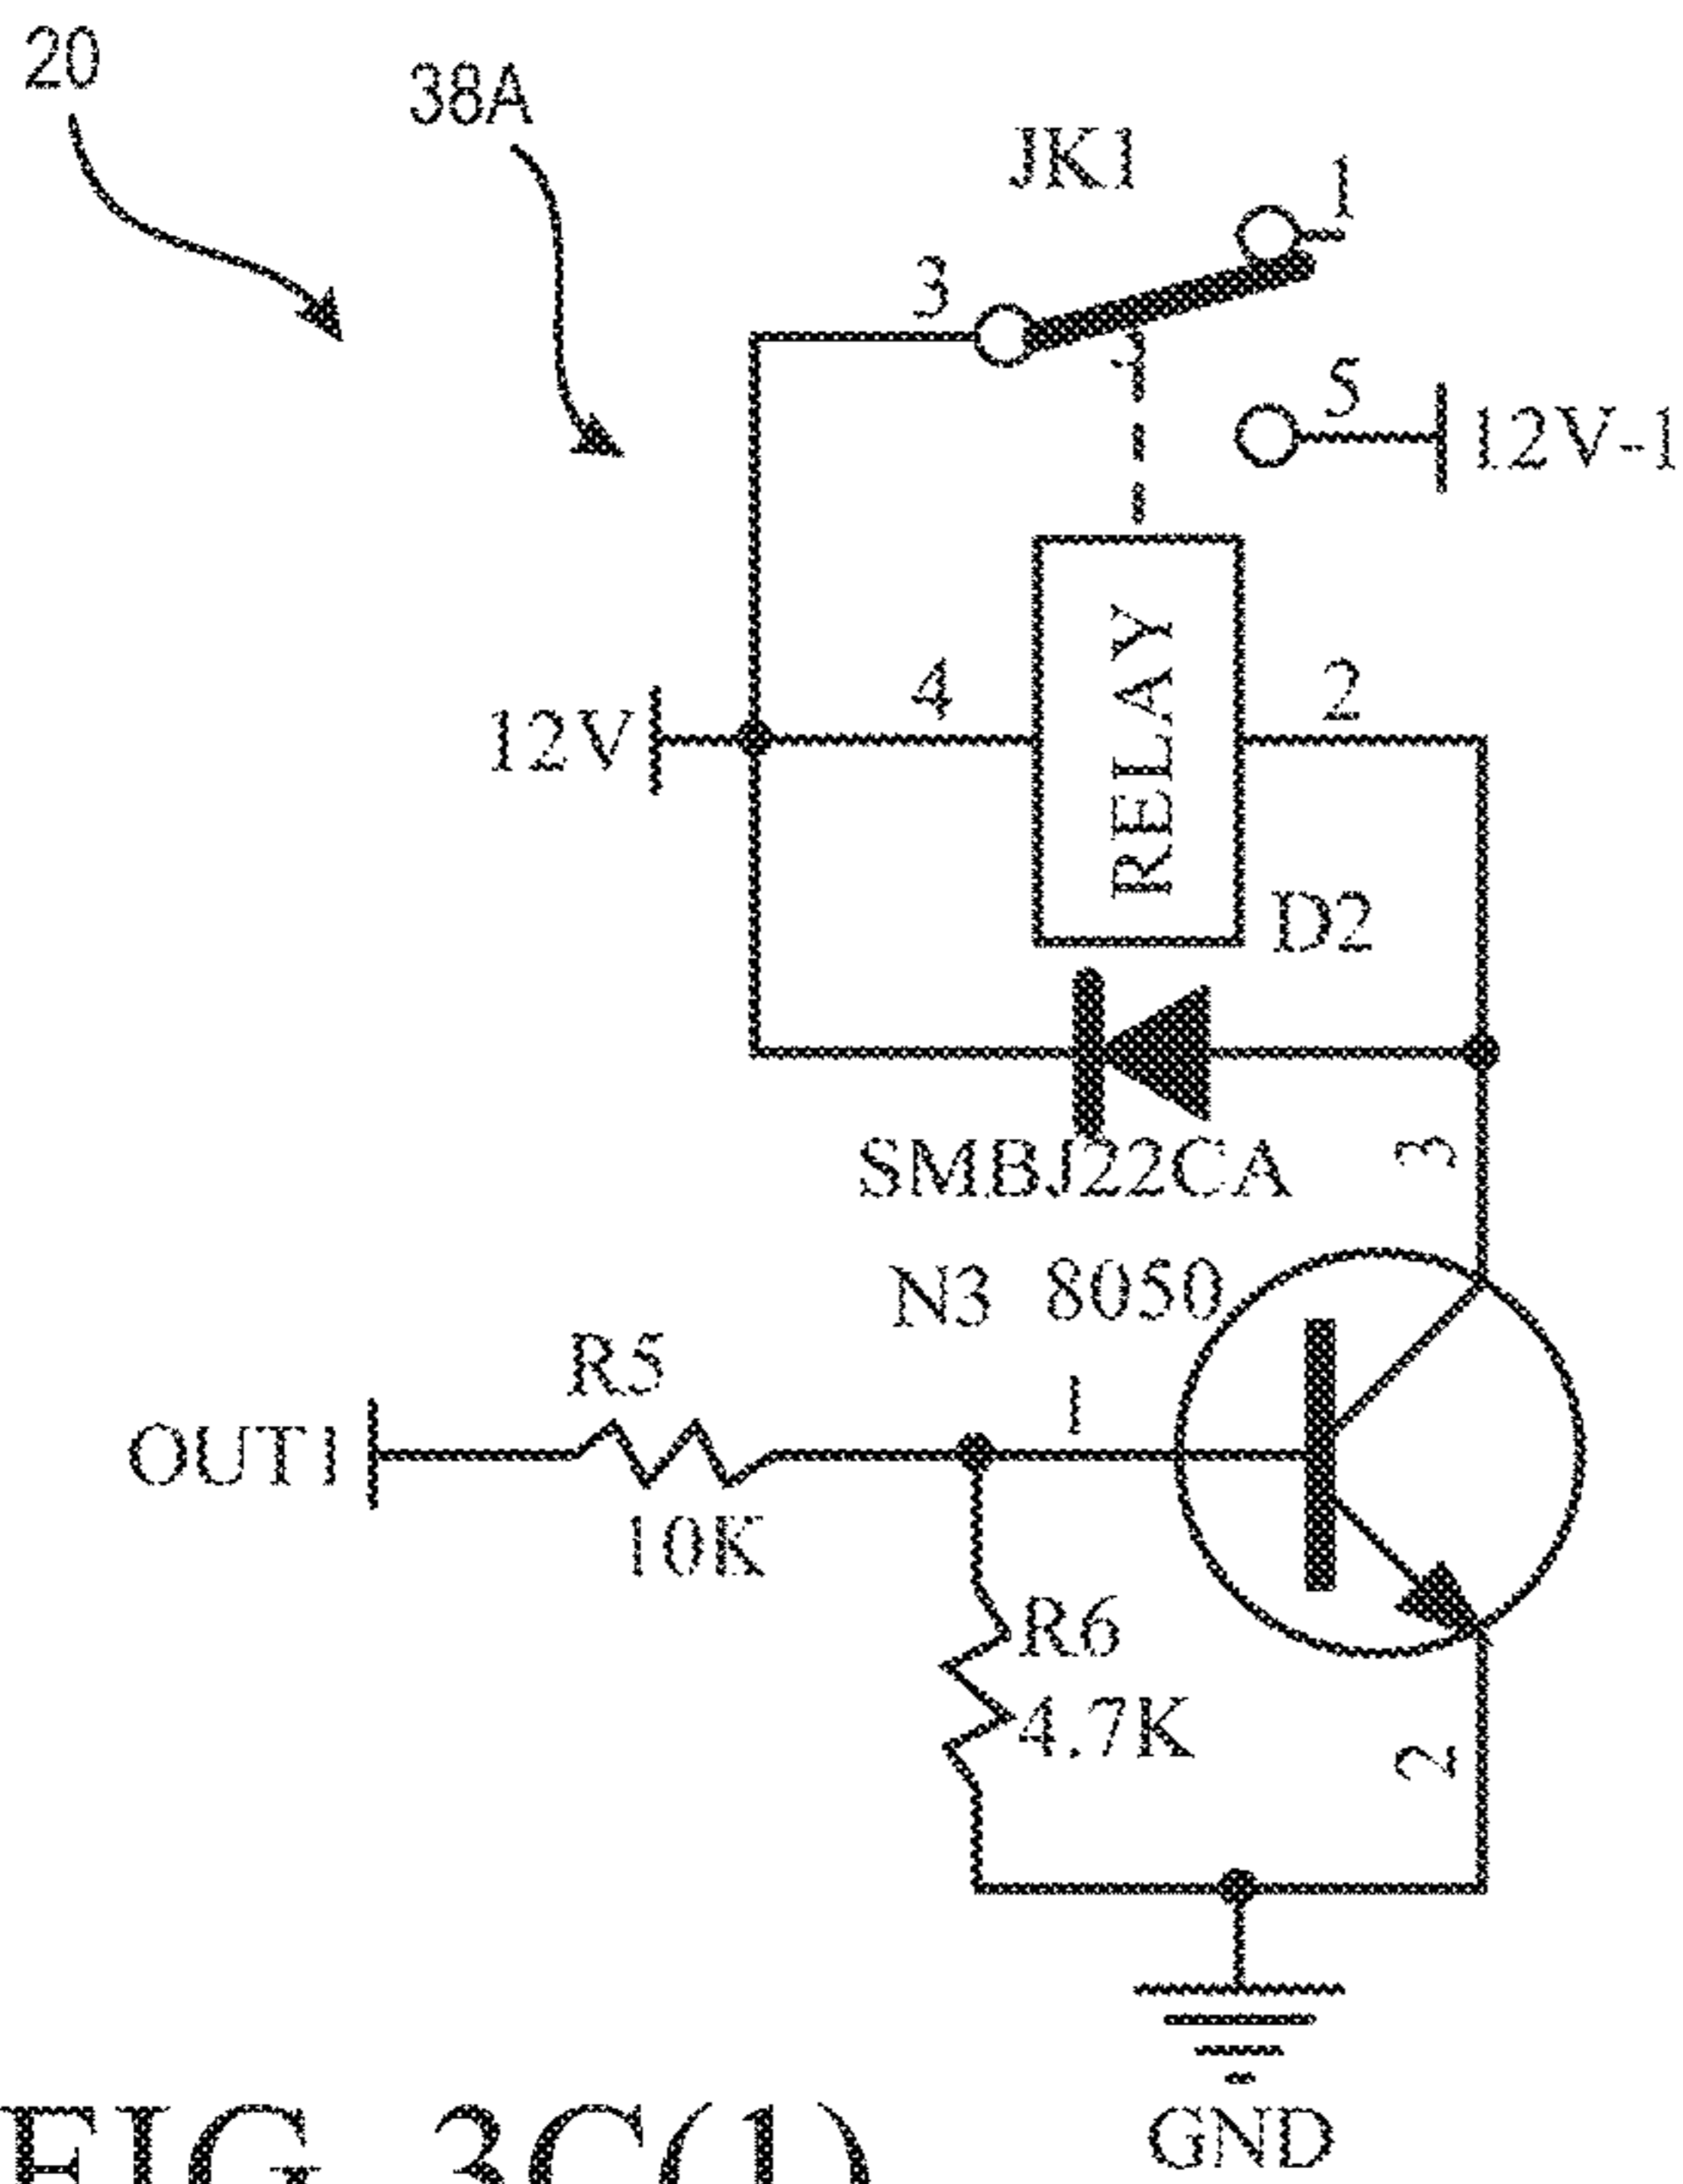 20
38A
JK1
1
3
5
12V-1
4
RELAY
2
12V
D2
SMBJ22CA
3
N3 8050
R5
1
OUT1
10K
R6
4.7K
2
GND
FIG. 3C(1)